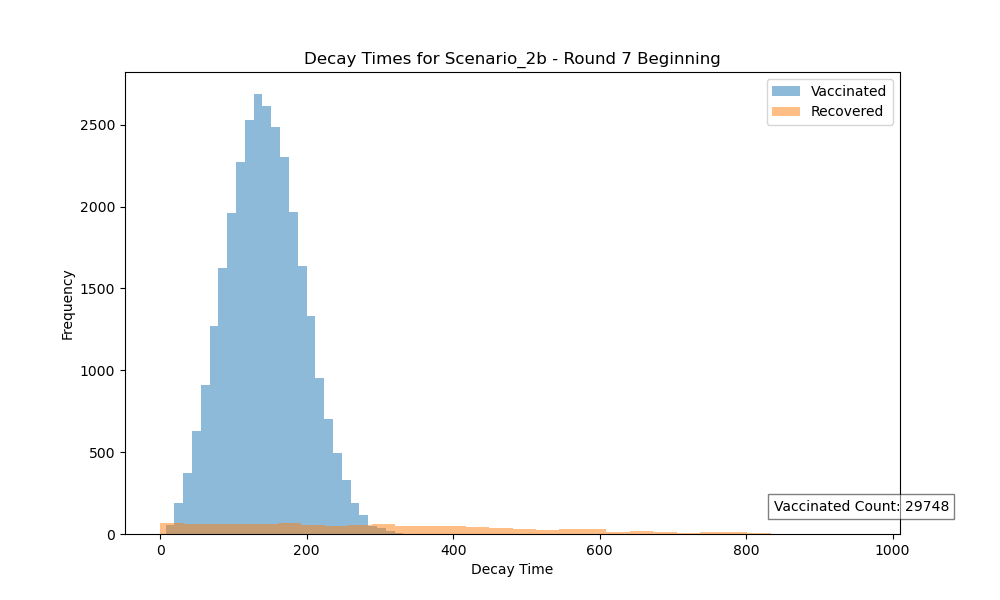 Decay Times for Scenario_2b - Round 7 Beginning
Vaccinated
Recovered
Frequency
2500
2000
1500
1000
500
0
Vaccinated Count: 29748
0 200 400 600 800 1000
Decay Time